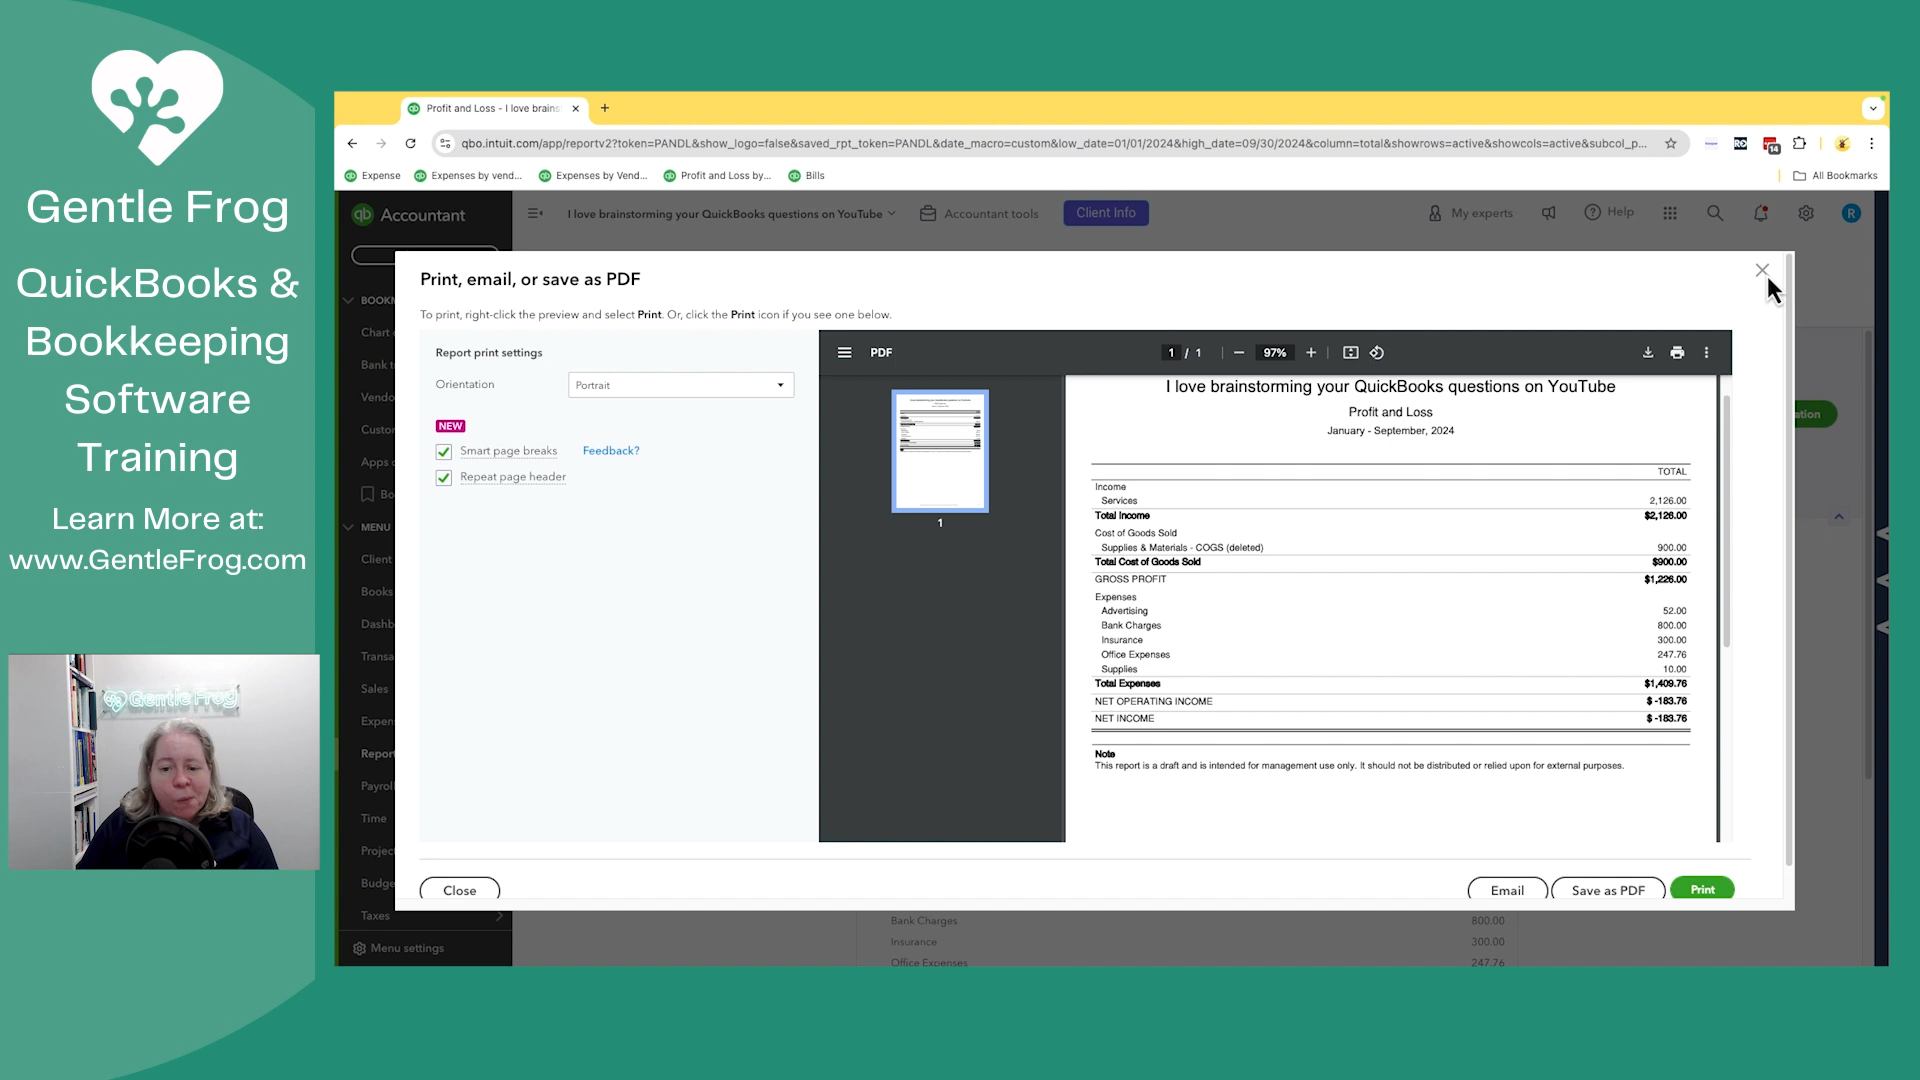 Gentle Frog
QuickBooks &
Bookkeeping
Software
Training
Learn More at:
www.GentleFrog.com
Gentle Frog
Profit and Loss - I love brains
qbo.intuit.com/app/reportv2?token=PANDL&show_logo=false&saved_rpt_token=PANDL&date_macro=custom&low_date=01/01/2024&high_date=09/30/2024&column=total&showrows=active&showcols=active&subcol_p...
Expense
Expenses by vend...
Expenses by Vend...
Profit and Loss by...
Bills
All Bookmarks
qb Accountant
I love brainstorming your QuickBooks questions on YouTube
Accountant tools
Client Info
My experts
Help
R
BOOKM
Chart
Bank t
Vendo
Custo
Apps
Bo
MENU
Client
Books
Dashb
Transa
Sales
Expen
Report
Payrol
Time
Projec
Budge
Taxes
Menu settings
Print, email, or save as PDF
To print, right-click the preview and select Print. Or, click the Print icon if you see one below.
Report print settings
Orientation
Portrait
NEW
Smart page breaks
Feedback?
Repeat page header
PDF
1 / 1
97%
1
I love brainstorming your QuickBooks questions on YouTube
Profit and Loss
January - September, 2024
TOTAL
Income
Services 2,126.00
Total Income $2,126.00
Cost of Goods Sold
Supplies & Materials - COGS (deleted) 900.00
Total Cost of Goods Sold $900.00
GROSS PROFIT $1,226.00
Expenses
Advertising 52.00
Bank Charges 800.00
Insurance 300.00
Office Expenses 247.76
Supplies 10.00
Total Expenses $1,409.76
NET OPERATING INCOME $ -183.76
NET INCOME $ -183.76
Note
This report is a draft and is intended for management use only. It should not be distributed or relied upon for external purposes.
Close
Email
Save as PDF
Print
ation
Bank Charges 800.00
Insurance 300.00
Office Expenses 247.76